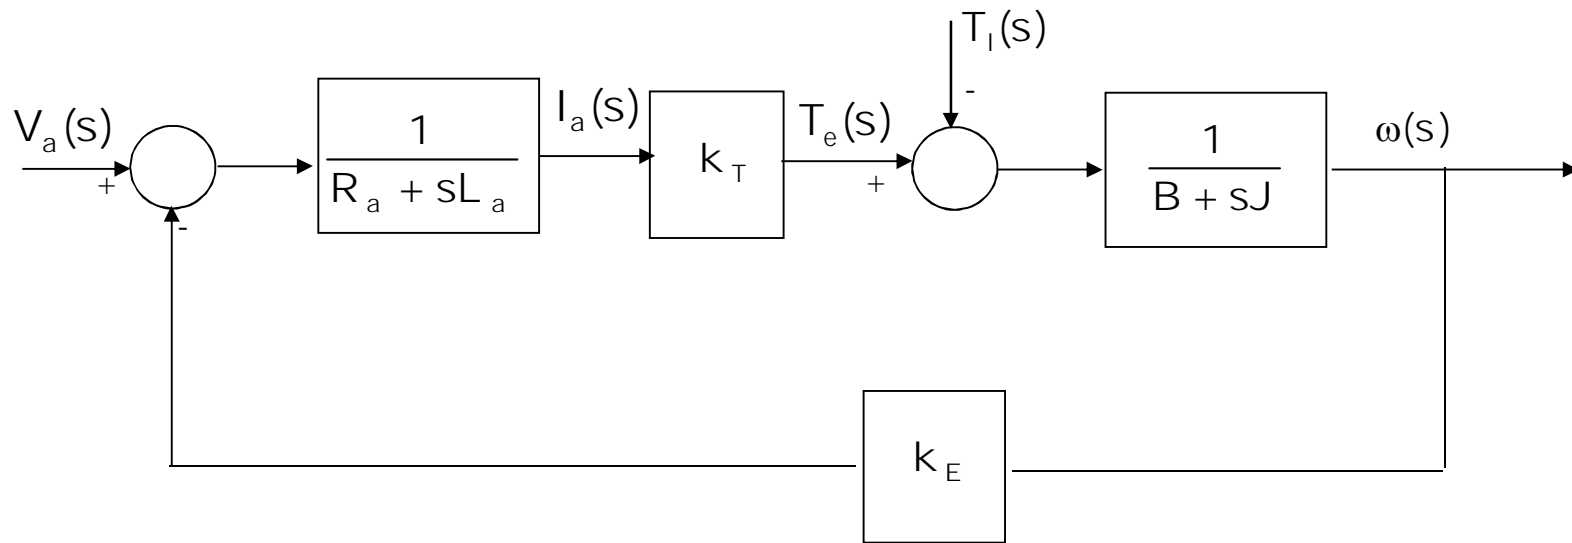 T_l(s)
-
V_a(s)
+
-
1
R_a + sL_a
I_a(s)
k_T
T_e(s)
+
1
B + sJ
ω(s)
k_E